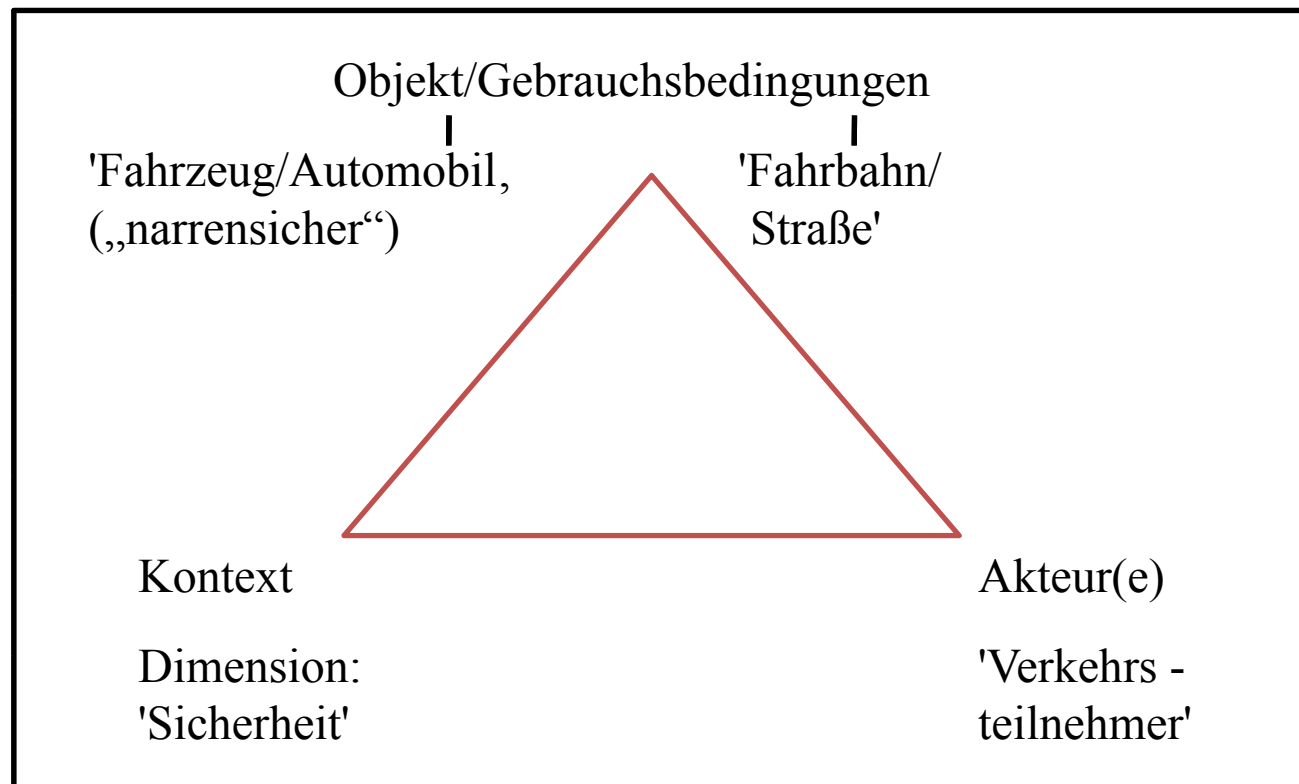 Objekt/Gebrauchsbedingungen
'Fahrzeug/Automobil,
(„narrensicher“)
'Fahrbahn/
Straße'
Kontext
Dimension:
'Sicherheit'
Akteur(e)
'Verkehrs -
teilnehmer'